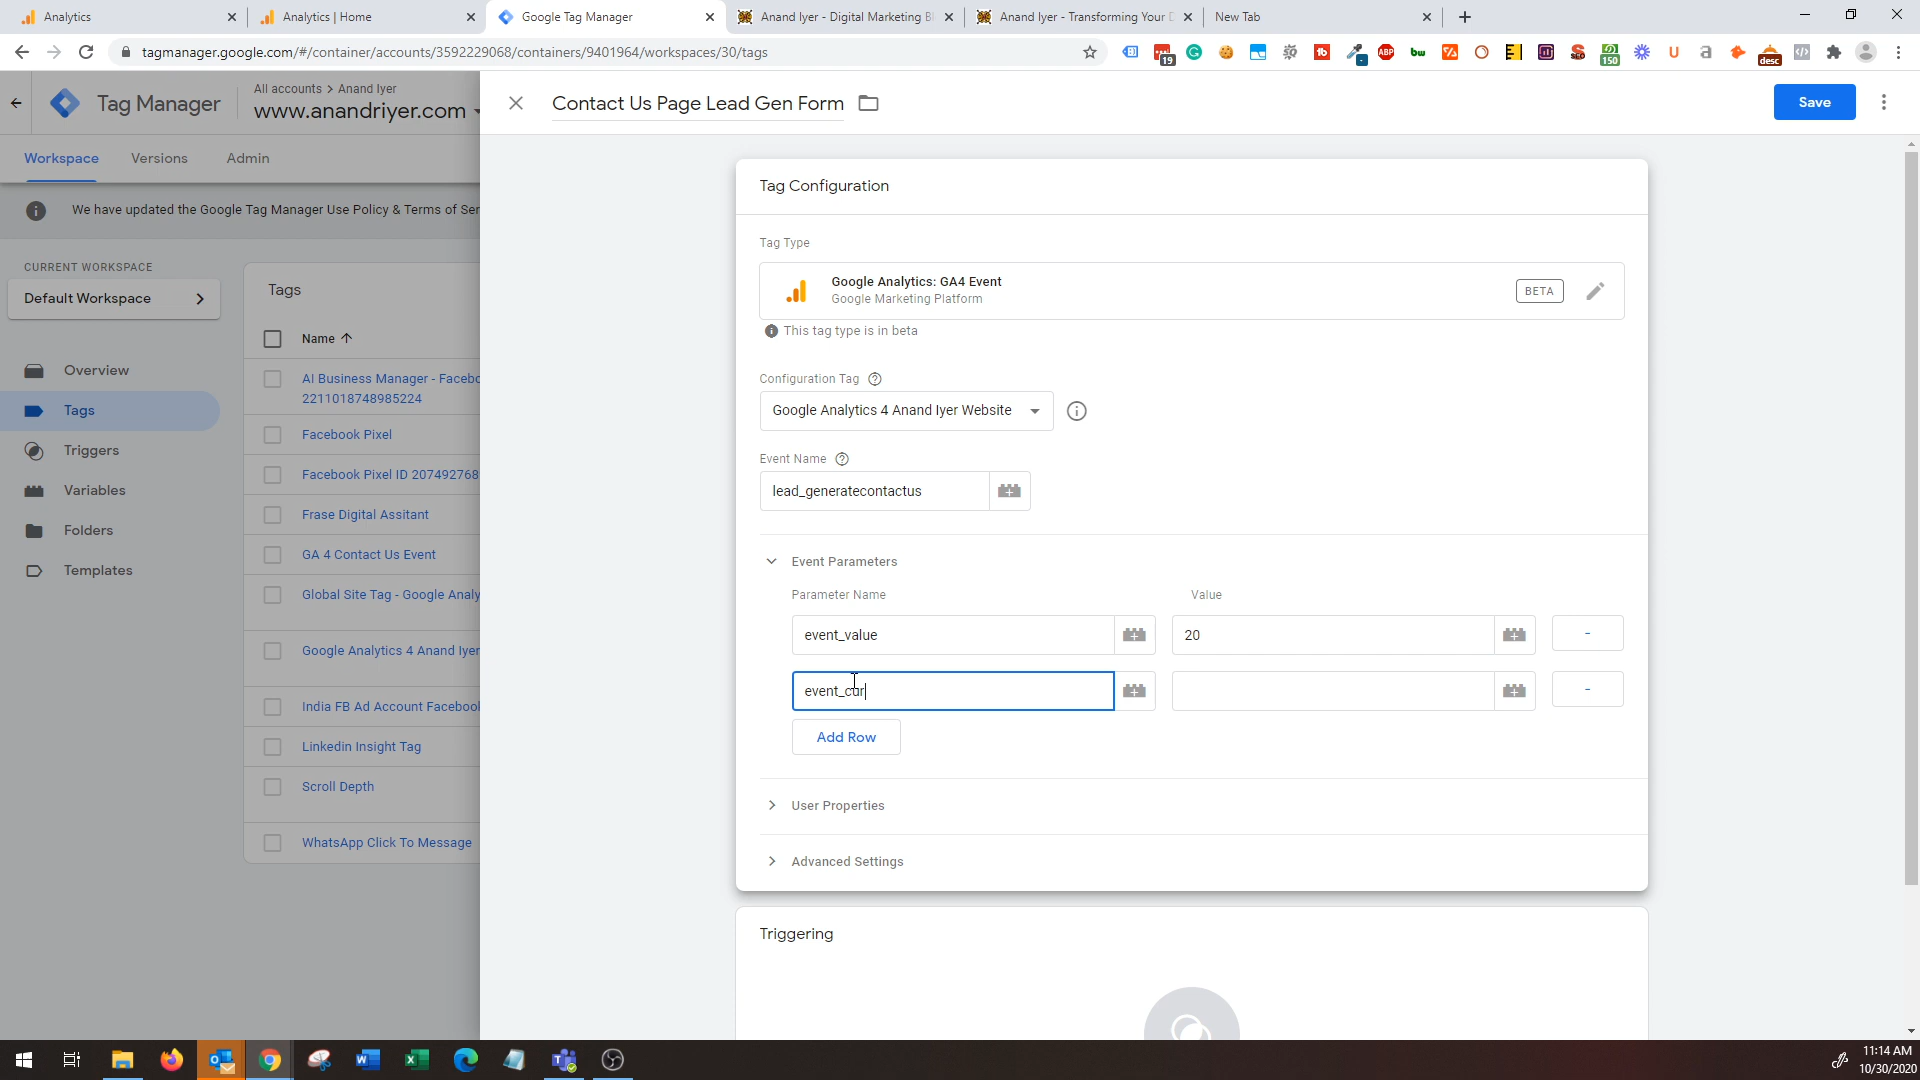 Analytics
Analytics | Home
Google Tag Manager
Anand Iyer - Digital Marketing B
Anand Iyer - Transforming Your D
New Tab
tagmanager.google.com/#/container/accounts/3592229068/containers/9401964/workspaces/30/tags
19
ABP
bw
150
desc
Tag Manager
All accounts > Anand Iyer
www.anandriyer.com
Contact Us Page Lead Gen Form
Save
Workspace
Versions
Admin
We have updated the Google Tag Manager Use Policy & Terms of Ser
CURRENT WORKSPACE
Default Workspace
Overview
Tags
Triggers
Variables
Folders
Templates
Tags
Name
AI Business Manager - Facebo
2211018748985224
Facebook Pixel
Facebook Pixel ID 207492768
Frase Digital Assitant
GA 4 Contact Us Event
Global Site Tag - Google Analy
Google Analytics 4 Anand Iyer
India FB Ad Account Facebook
Linkedin Insight Tag
Scroll Depth
WhatsApp Click To Message
Tag Configuration
Tag Type
Google Analytics: GA4 Event
Google Marketing Platform
BETA
This tag type is in beta
Configuration Tag
Google Analytics 4 Anand Iyer Website
Event Name
lead_generatecontactus
Event Parameters
Parameter Name
Value
event_value
20
-
event_cur
-
Add Row
User Properties
Advanced Settings
Triggering
11:14 AM
10/30/2020